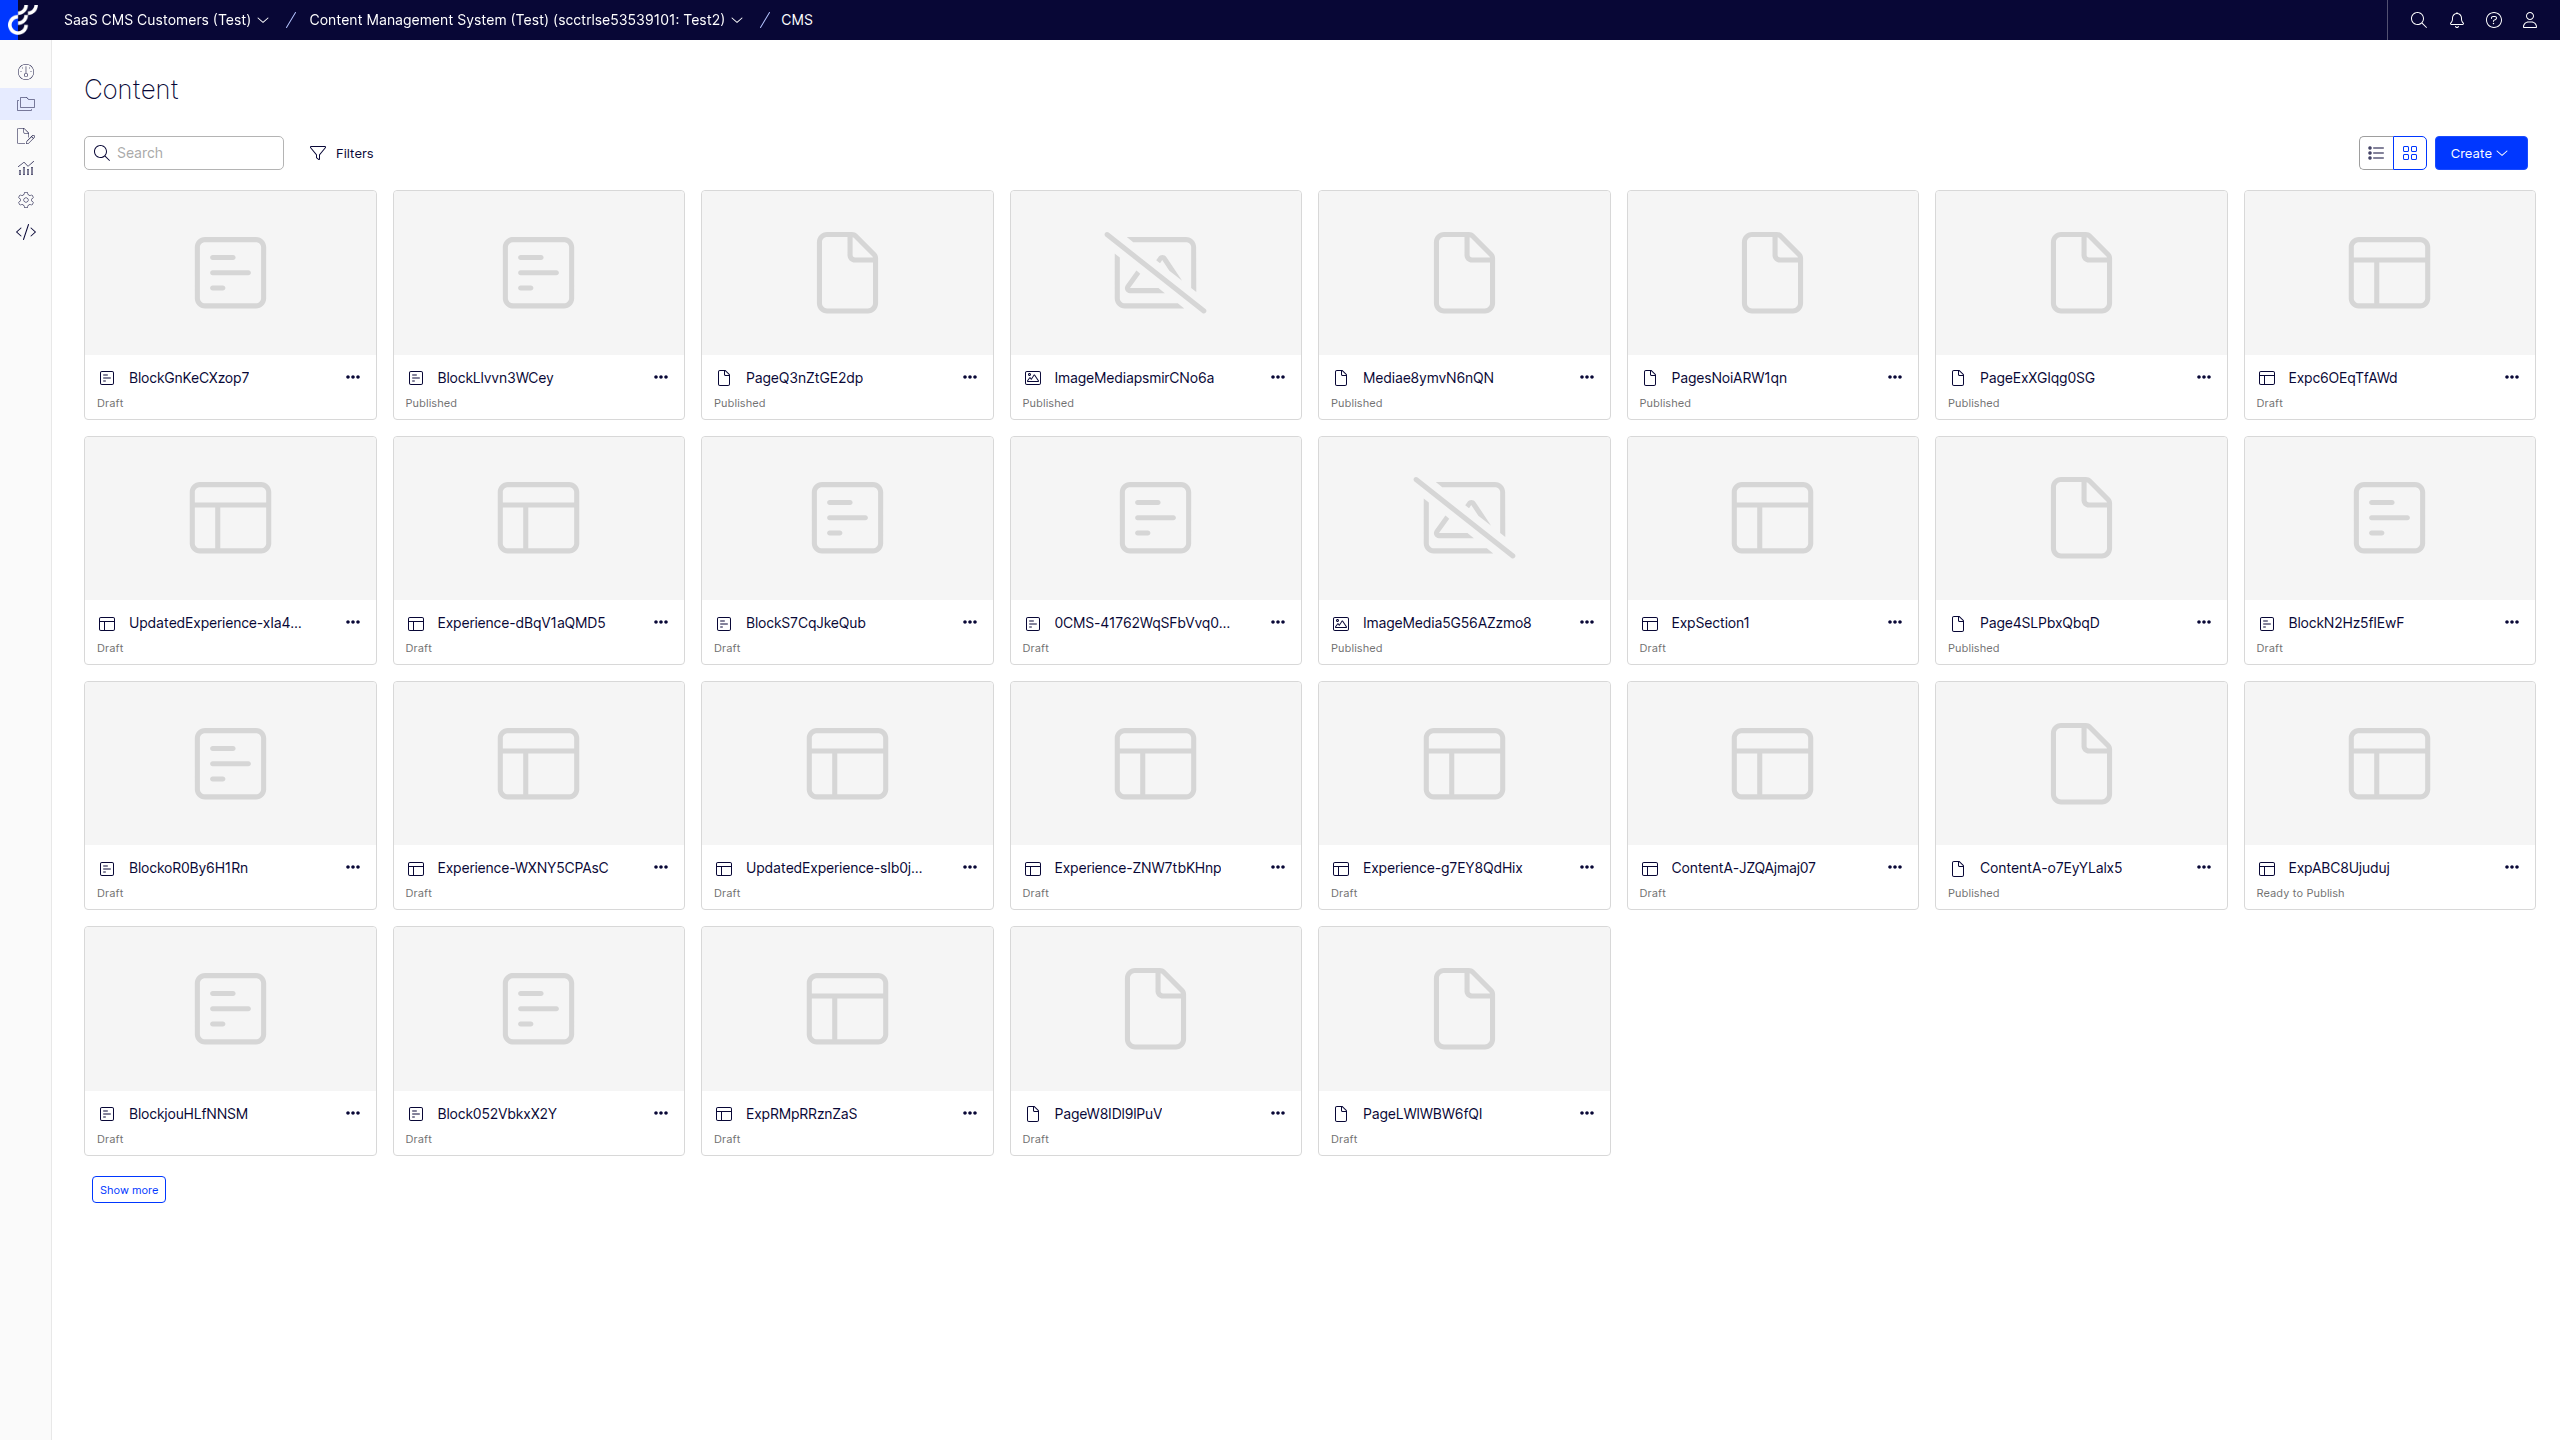 SaaS CMS Customers (Test) / Content Management System (Test) (scctrlse53539101: Test2) / CMS
Content
Search
Filters
Create
BlockGnKeCXzop7
Draft
BlockLlvvn3WCey
Published
PageQ3nZtGE2dp
Published
ImageMediapsmirCNo6a
Published
Mediae8ymvN6nQN
Published
PagesNoiARW1qn
Published
PageExXGlqg0SG
Published
Expc6OEqTfAWd
Draft
UpdatedExperience-xla4...
Draft
Experience-dBqV1aQMD5
Draft
BlockS7CqJkeQub
Draft
0CMS-41762WqSFbVvq0...
Draft
ImageMedia5G56AZzmo8
Published
ExpSection1
Draft
Page4SLPbxQbqD
Published
BlockN2Hz5flEwF
Draft
BlockoR0By6H1Rn
Draft
Experience-WXNY5CPAsC
Draft
UpdatedExperience-slb0j...
Draft
Experience-ZNW7tbKHnp
Draft
Experience-g7EY8QdHix
Draft
ContentA-JZQAjmaj07
Draft
ContentA-o7EyYLalx5
Published
ExpABC8Ujuduj
Ready to Publish
BlockjouHLfNNSM
Draft
Block052VbkxX2Y
Draft
ExpRMpRRznZaS
Draft
PageW8lDl9lPuV
Draft
PageLWlWBW6fQl
Draft
Show more